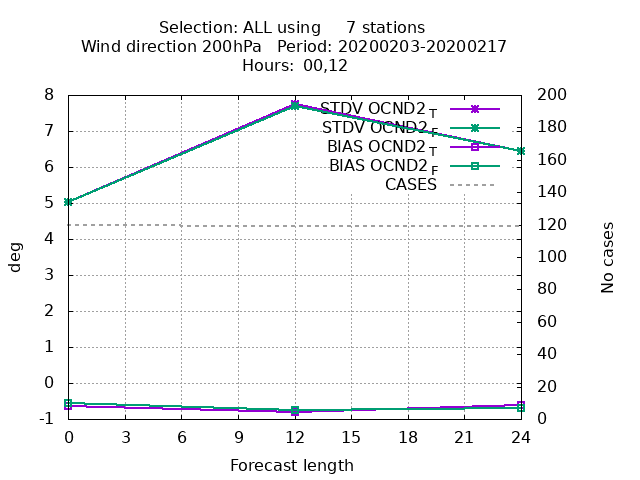 Selection: ALL using 7 stations
Wind direction 200hPa Period: 20200203-20200217
Hours: 00,12
8 200
STDV OCND2 T
7 180
STDV OCND2 F
BIAS OCND2 T
6 160
BIAS OCND2 F
CASES
140
5
120
4
100
3
80
2
60
1
40
0
20
-1 0
deg
No cases
0 3 6 9 12 15 18 21 24
Forecast length